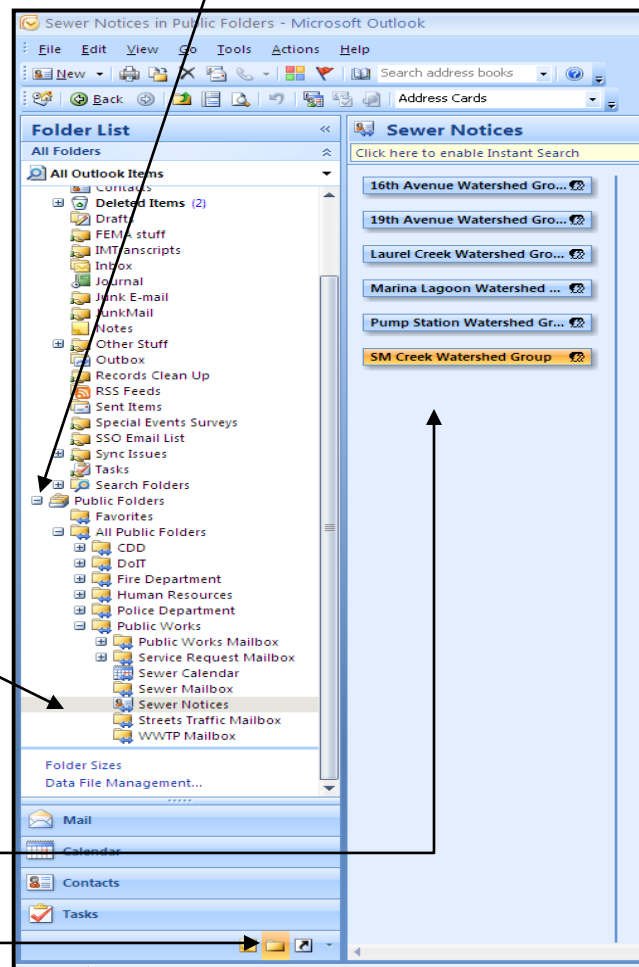 Sewer Notices in Public Folders - Microsoft Outlook
File Edit View Go Tools Actions Help
New Search address books
Back Address Cards
Folder List « Sewer Notices
All Folders Click here to enable Instant Search
All Outlook Items
Contacts
Deleted Items (2)
Drafts
FEMA stuff
IMTranscripts
Inbox
Journal
Junk E-mail
JunkMail
Notes
Other Stuff
Outbox
Records Clean Up
RSS Feeds
Sent Items
Special Events Surveys
SSO Email List
Sync Issues
Tasks
Search Folders
Public Folders
Favorites
All Public Folders
CDD
DoIT
Fire Department
Human Resources
Police Department
Public Works
Public Works Mailbox
Service Request Mailbox
Sewer Calendar
Sewer Mailbox
Sewer Notices
Streets Traffic Mailbox
WWTP Mailbox
Folder Sizes
Data File Management...
Mail
Calendar
Contacts
Tasks
16th Avenue Watershed Gro...
19th Avenue Watershed Gro...
Laurel Creek Watershed Gro...
Marina Lagoon Watershed ...
Pump Station Watershed Gr...
SM Creek Watershed Group